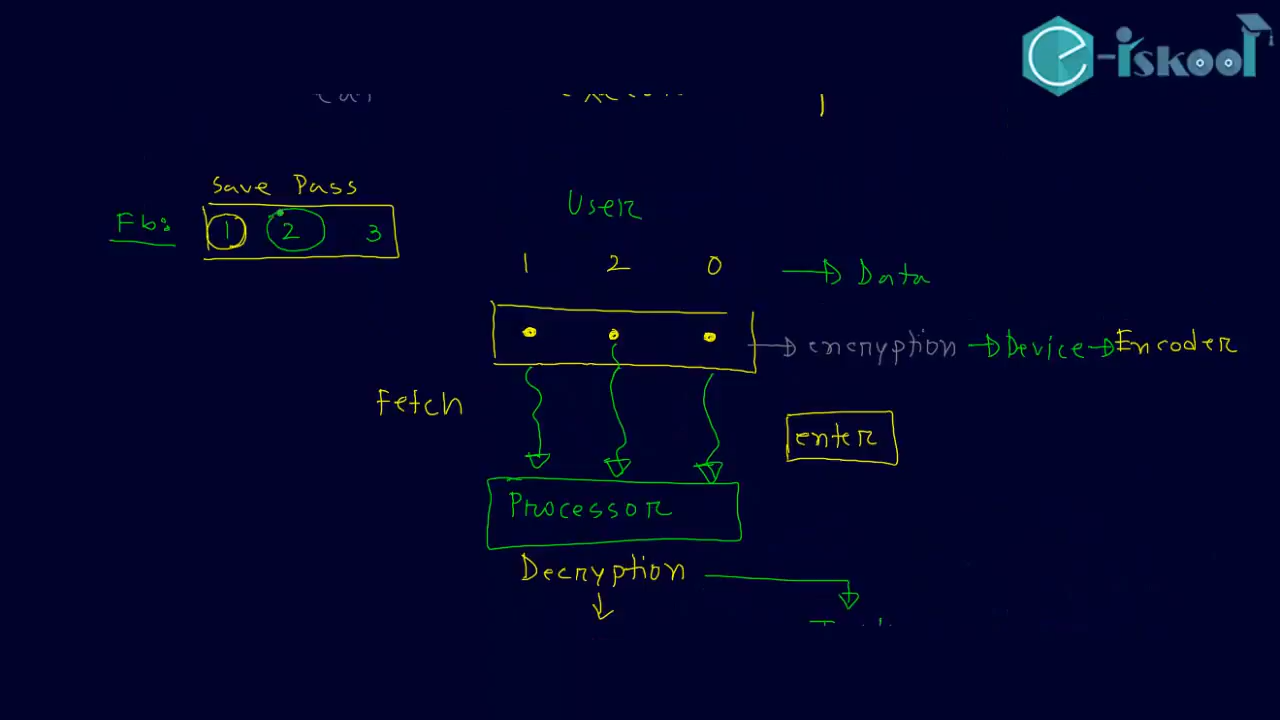 e-iskool
Save Pass
Fb: 1 2 3
User
1 2 0 → Data
encryption → Device → Encoder
Fetch
enter
Processor
Decryption